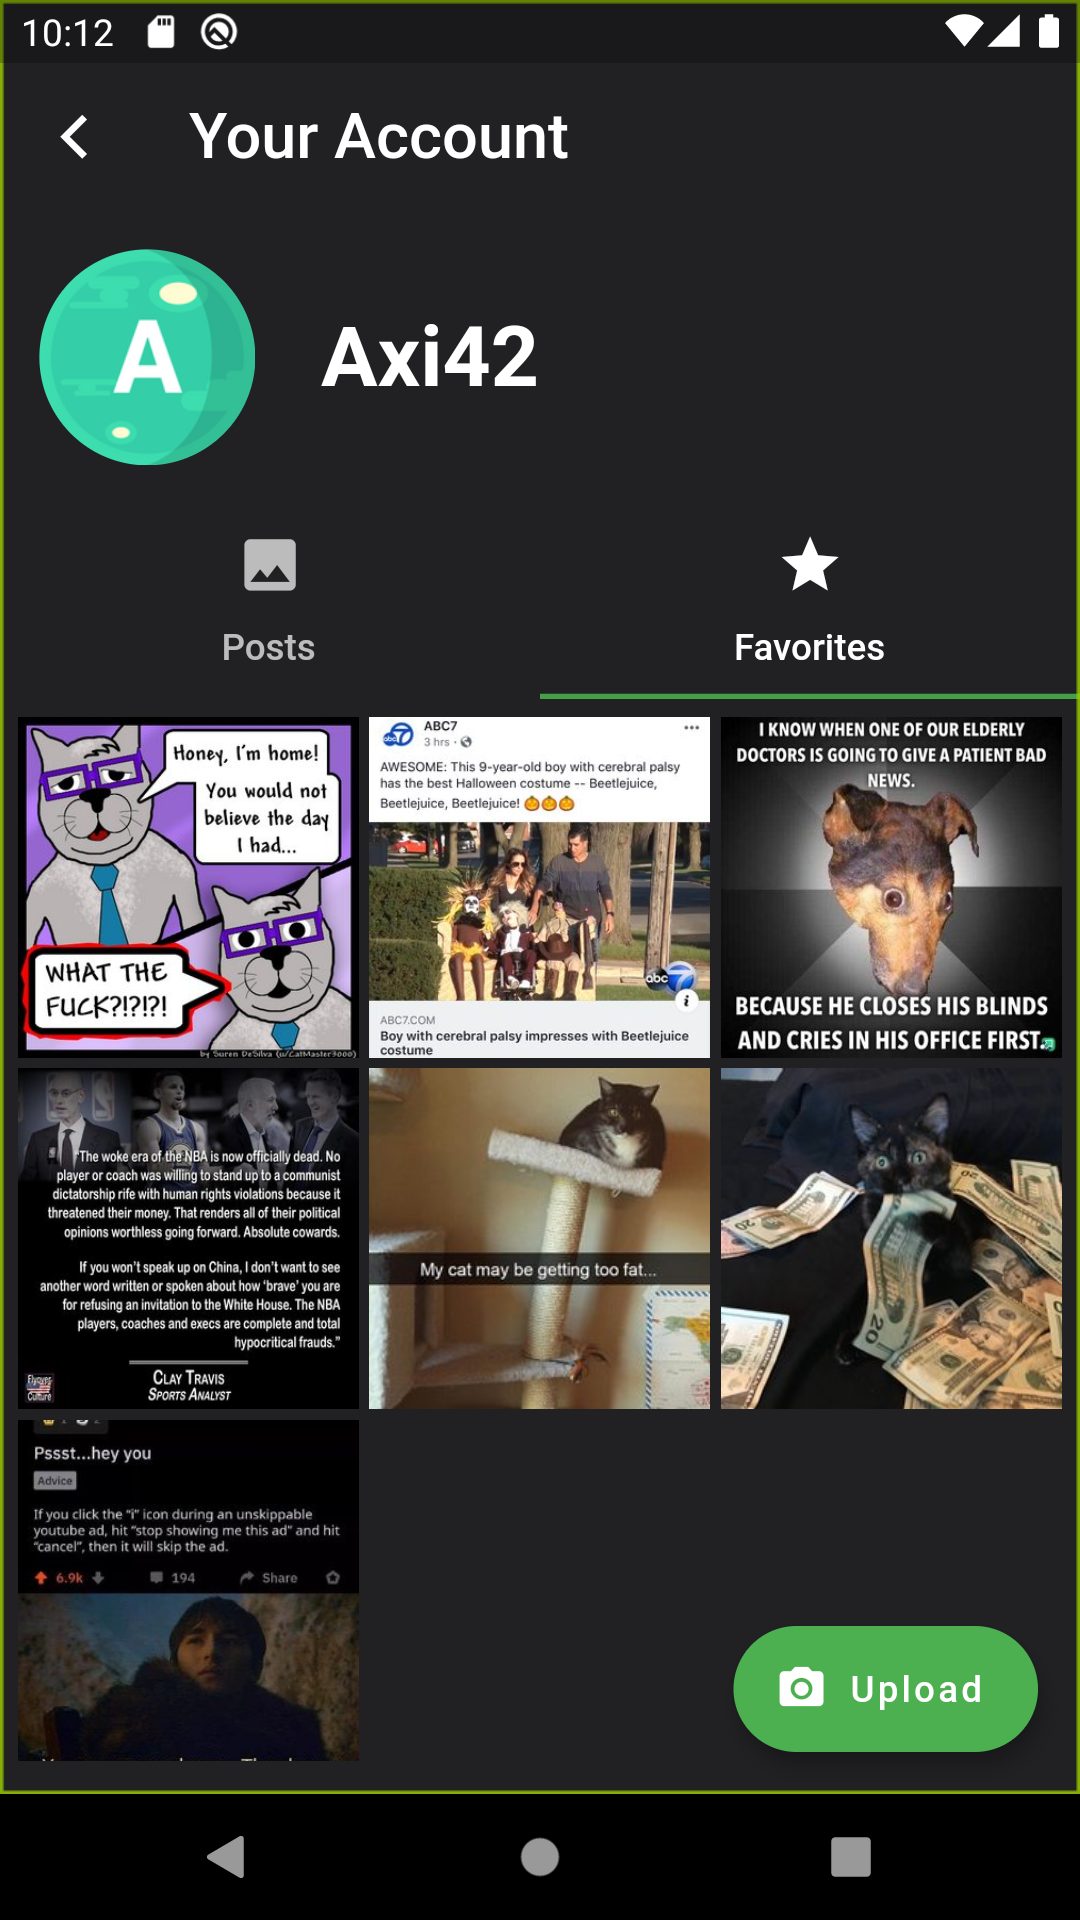 10:12
Your Account
A
Axi42
Posts
Favorites
Honey, I'm home!
You would not
believe the day
I had...
WHAT THE
FUCK?!?!?!
by Suren DeSilva (u/CatMaster3000)
ABC7
3 hrs ·
AWESOME: This 9-year-old boy with cerebral palsy
has the best Halloween costume -- Beetlejuice,
Beetlejuice, Beetlejuice! 🎃🎃🎃
abc 7
i
ABC7.COM
Boy with cerebral palsy impresses with Beetlejuice
costume
I KNOW WHEN ONE OF OUR ELDERLY
DOCTORS IS GOING TO GIVE A PATIENT BAD
NEWS.
BECAUSE HE CLOSES HIS BLINDS
AND CRIES IN HIS OFFICE FIRST.
"The woke era of the NBA is now officially dead. No
player or coach was willing to stand up to a communist
dictatorship rife with human rights violations because it
threatened their money. That renders all of their political
opinions worthless going forward. Absolute cowards.
If you won't speak up on China, I don't want to see
another word written or spoken about how 'brave' you are
for refusing an invitation to the White House. The NBA
players, coaches and execs are complete and total
hypocritical frauds."
CLAY TRAVIS
SPORTS ANALYST
Flyover
Culture
My cat may be getting too fat...
20
20
20
Pssst...hey you
Advice
If you click the "i" icon during an unskippable
youtube ad, hit "stop showing me this ad" and hit
"cancel", then it will skip the ad.
6.9k
194
Share
Upload